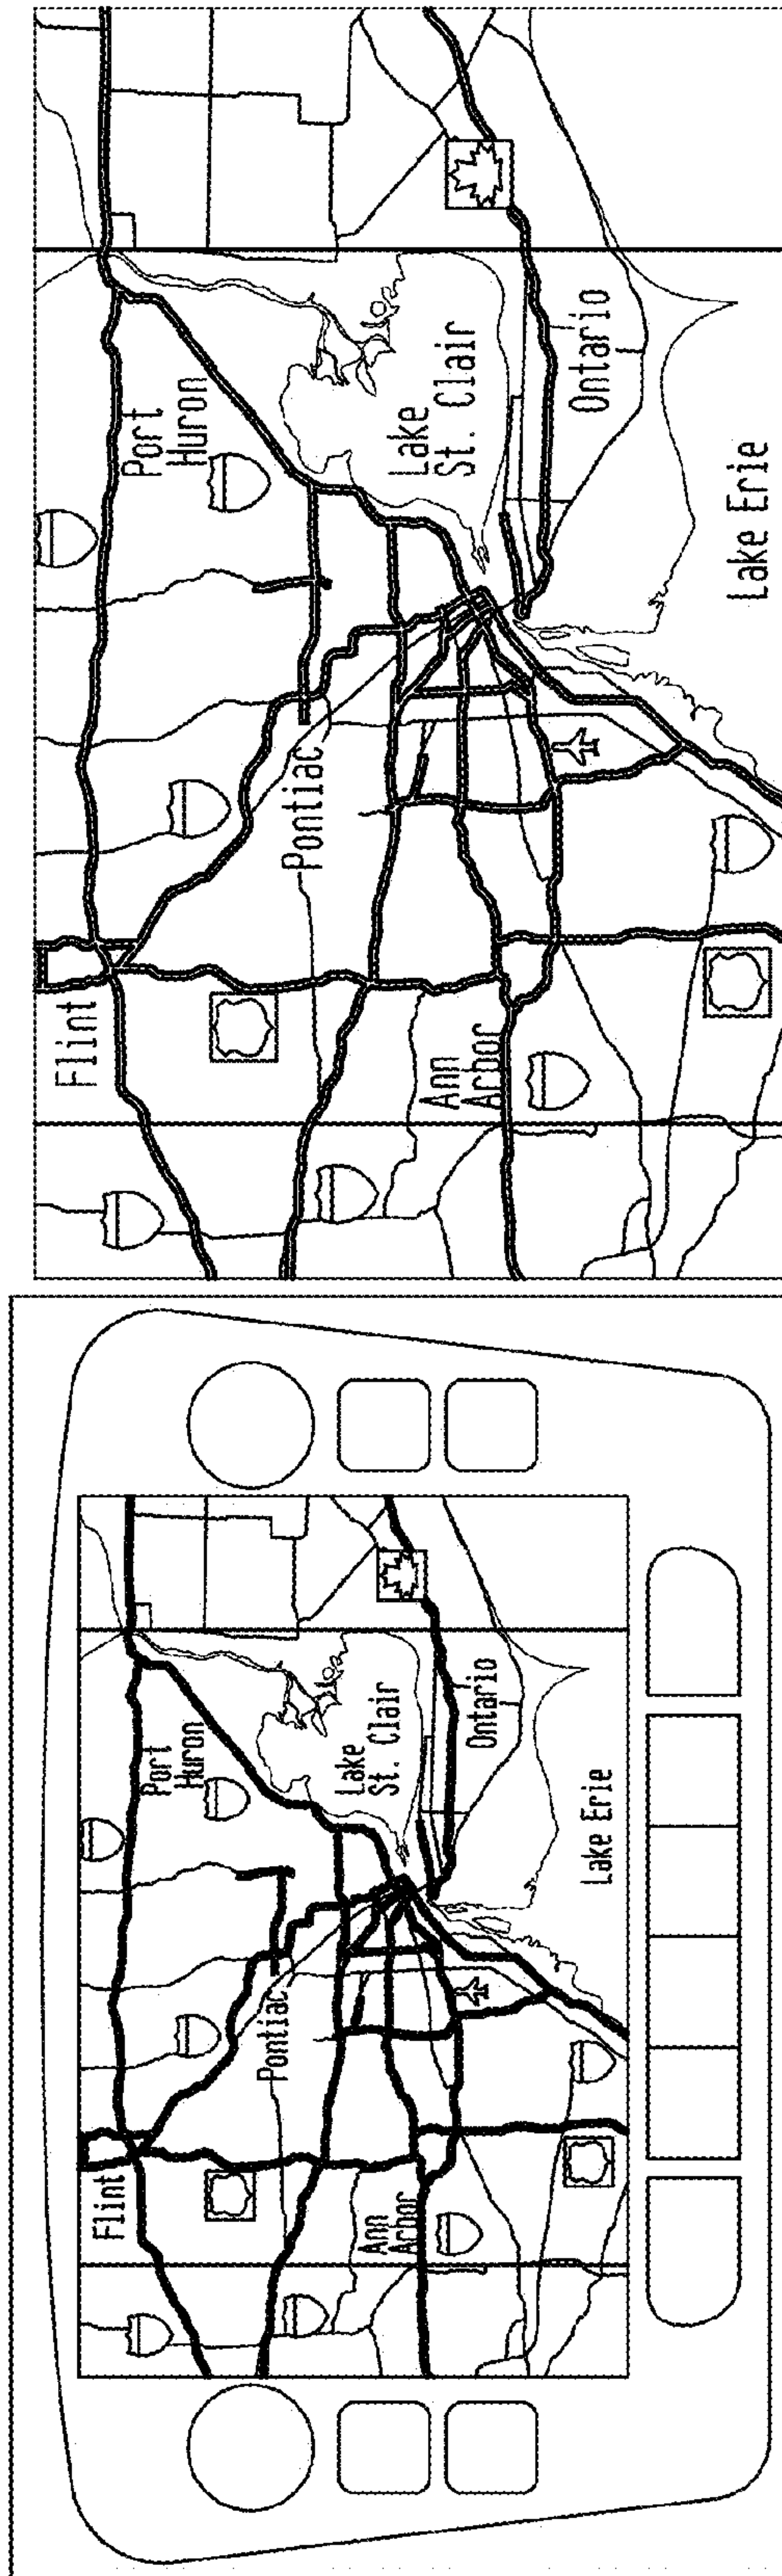 Flint
Port
Huron
Pontiac
Ann
Arbor
Lake
St. Clair
Ontario
Lake Erie
Flint
Port
Huron
Pontiac
Ann
Arbor
Lake
St. Clair
Ontario
Lake Erie